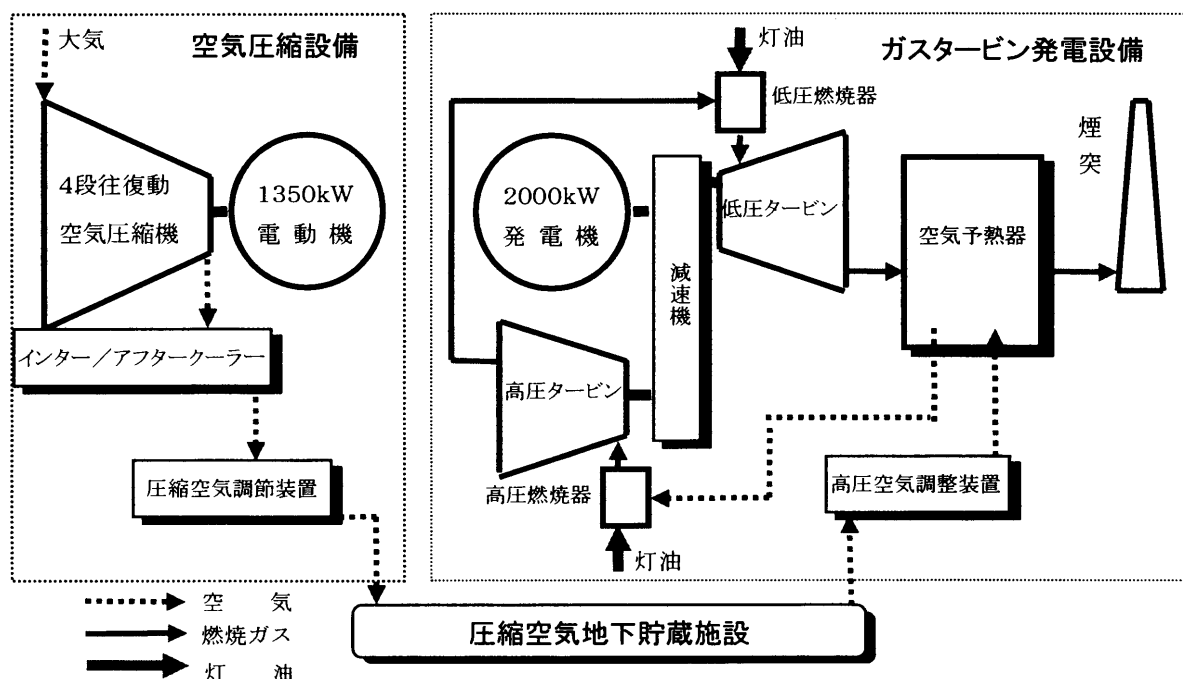 空気圧縮設備
大気
4段往復動
空気圧縮機
1350kW
電動機
インター／アフタークーラー
圧縮空気調節装置
ガスタービン発電設備
灯油
低圧燃焼器
2000kW
発電機
減速機
低圧タービン
空気予熱器
煙突
高圧タービン
高圧燃焼器
灯油
高圧空気調整装置
圧縮空気地下貯蔵施設
空気
燃焼ガス
灯油